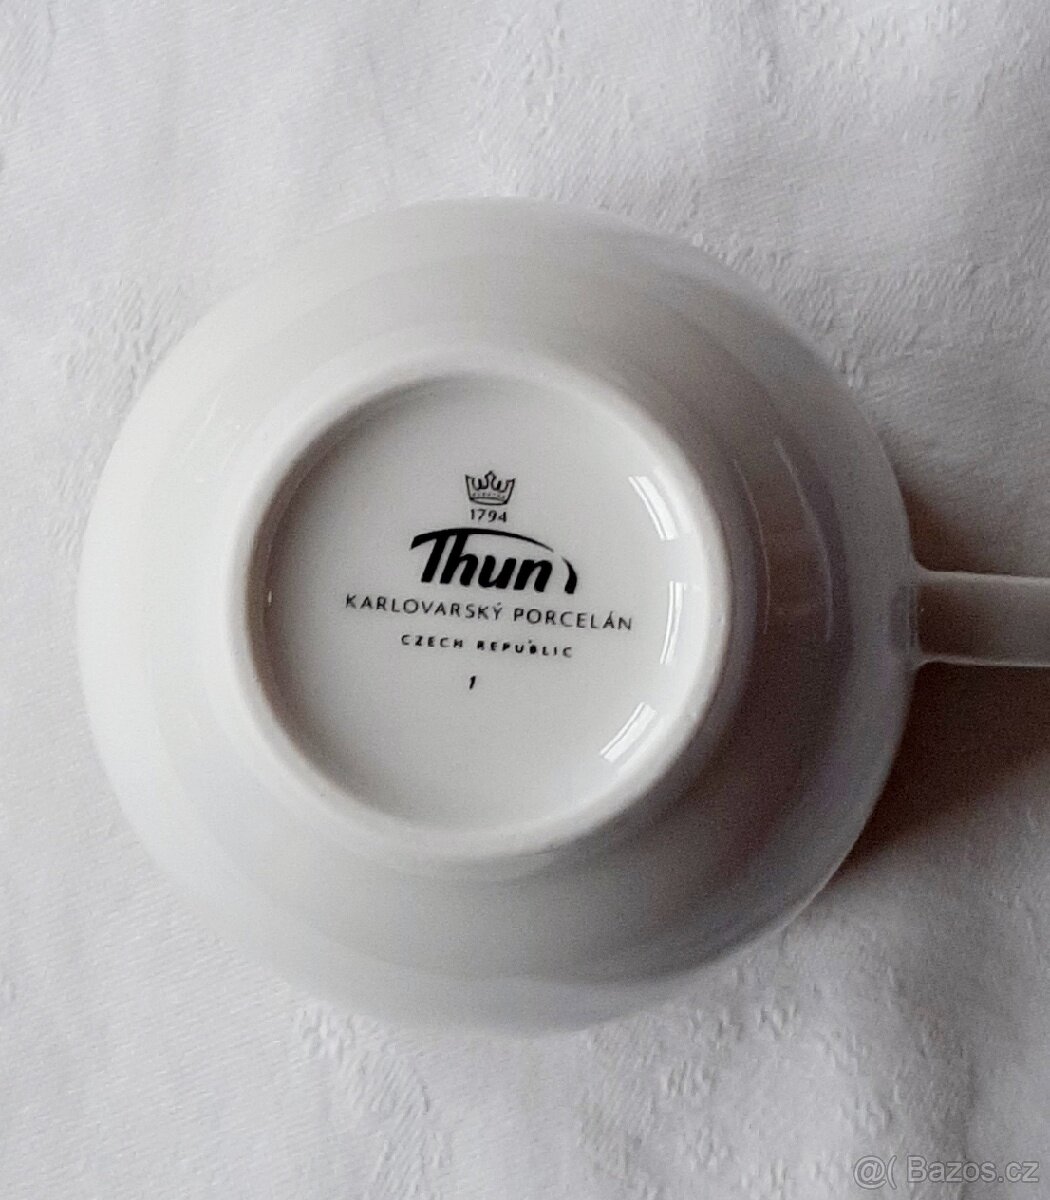 1794
Thun
KARLOVARSKÝ PORCELÁN
CZECH REPUBLIC
1
@( Bazos.cz